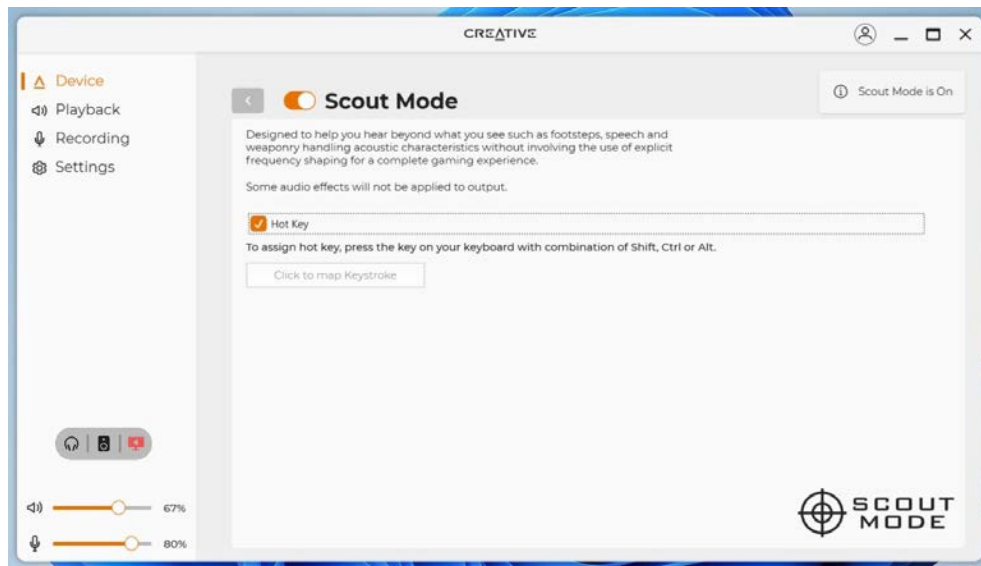 CREATIVE
Device
Playback
Recording
Settings
Scout Mode
Scout Mode is On
Designed to help you hear beyond what you see such as footsteps, speech and
weaponry handling acoustic characteristics without involving the use of explicit
frequency shaping for a complete gaming experience.
Some audio effects will not be applied to output.
Hot Key
To assign hot key, press the key on your keyboard with combination of Shift, Ctrl or Alt.
Click to map Keystroke
67%
80%
SCOUT
MODE